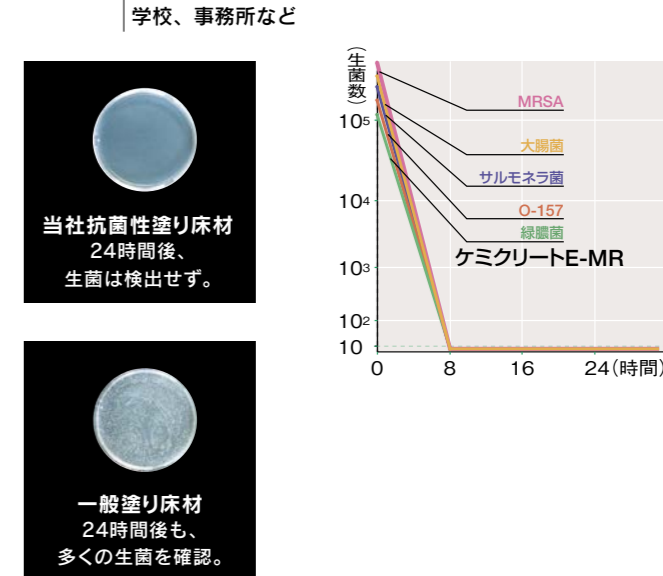 学校、事務所など
当社抗菌性塗り床材
24時間後、
生菌は検出せず。
一般塗り床材
24時間後も、
多くの生菌を確認。
（生菌数）
10⁵
10⁴
10³
10²
10
MRSA
大腸菌
サルモネラ菌
O-157
緑膿菌
ケミクリートE-MR
0 8 16 24(時間)